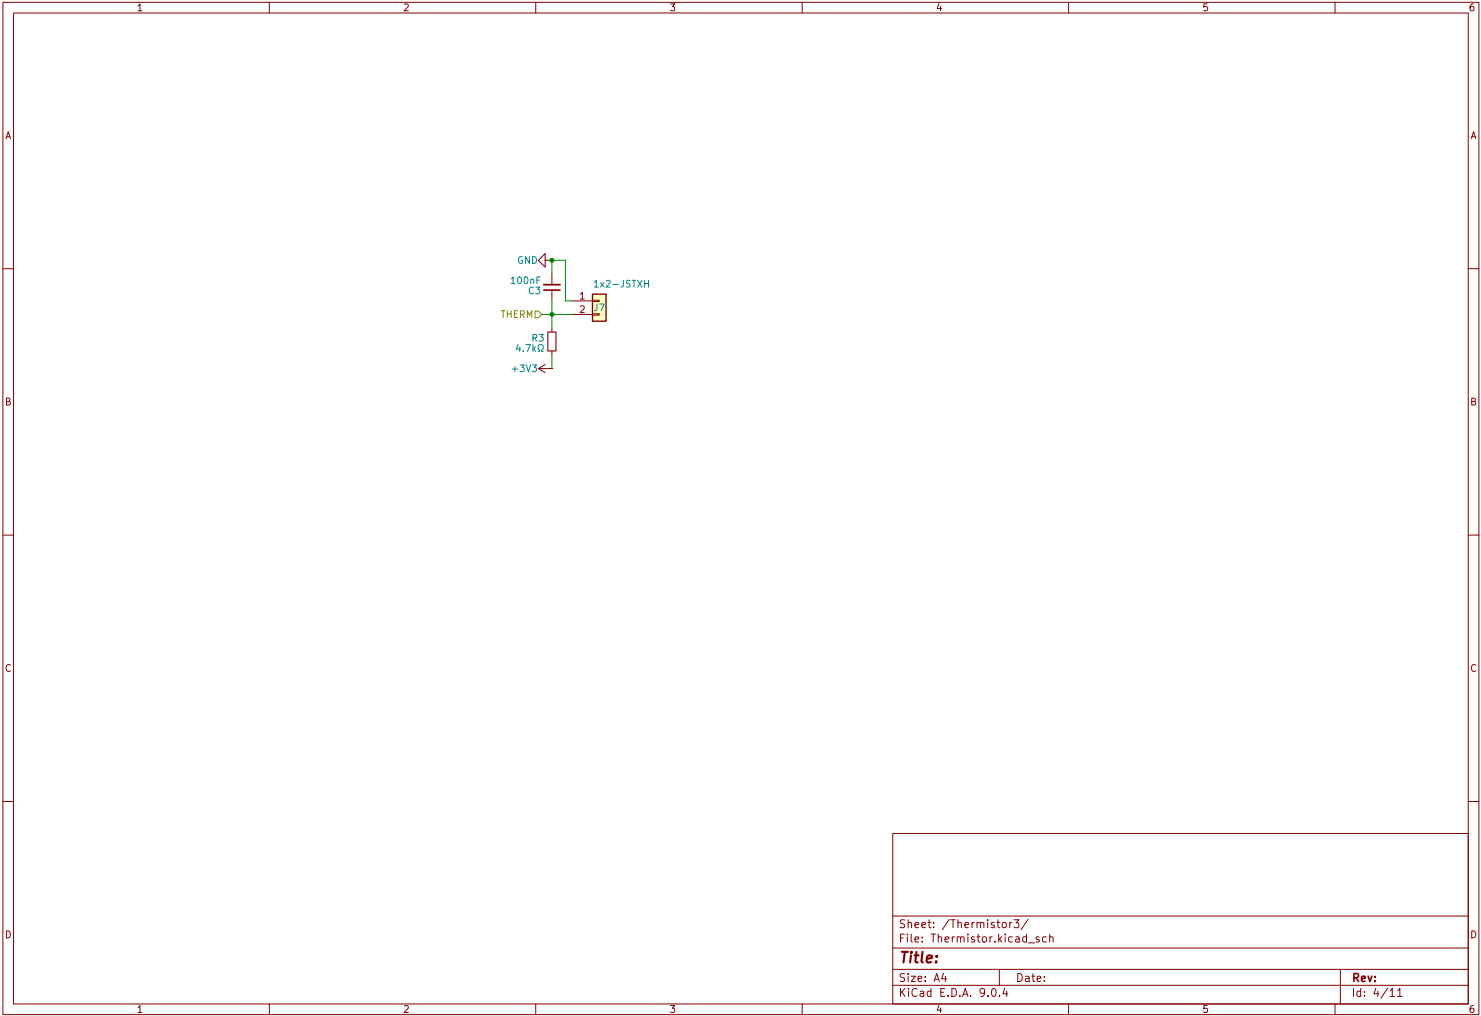 1 2 3 4 5 6
A A
GND
100nF
C3
1x2-JSTXH
1
J7
2
THERM
R3
4.7kΩ
+3V3
B B
C C
Sheet: /Thermistor3/
File: Thermistor.kicad_sch
D D
Title:
Size: A4 Date: Rev:
KiCad E.D.A. 9.0.4 Id: 4/11
1 2 3 4 5 6